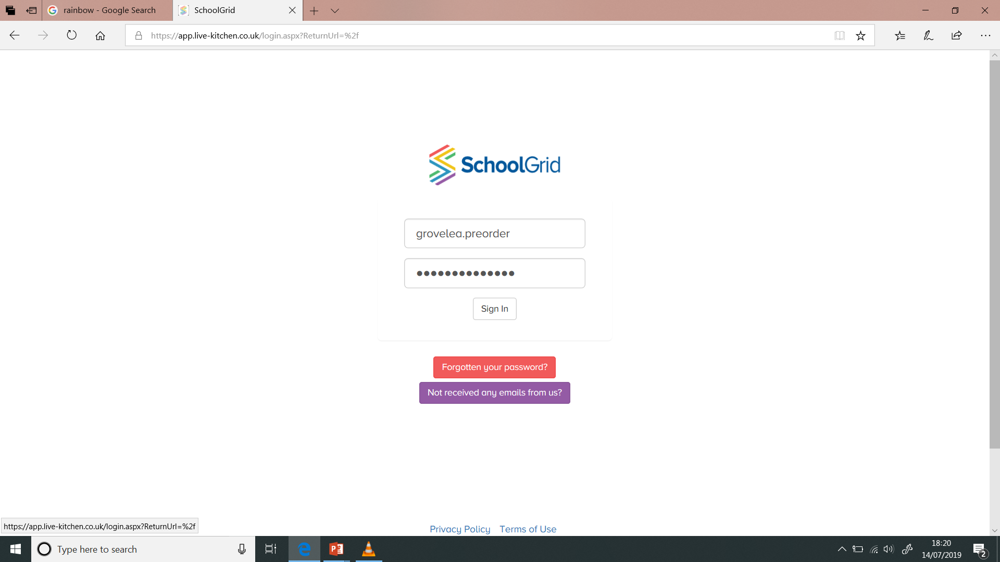 rainbow - Google Search
SchoolGrid
https://app.live-kitchen.co.uk/login.aspx?ReturnUrl=%2f
SchoolGrid
grovelea.preorder
●●●●●●●●●●●●●●
Sign In
Forgotten your password?
Not received any emails from us?
Privacy Policy Terms of Use
https://app.live-kitchen.co.uk/login.aspx?ReturnUrl=%2f
Type here to search
18:20
14/07/2019
2